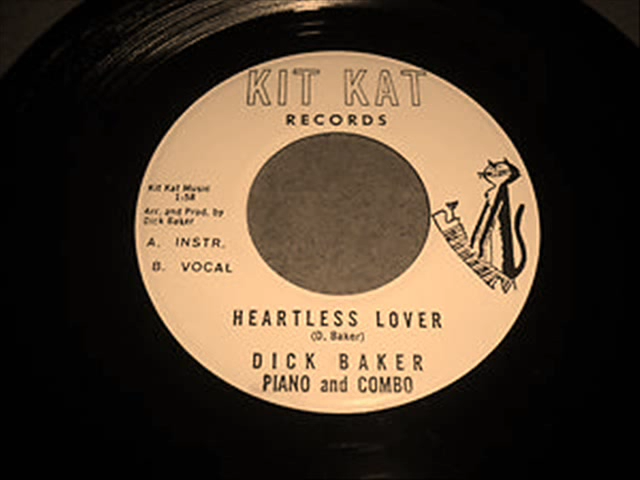 KIT KAT
RECORDS
Kit Kat Music
1:58
Arr. and Prod. by
Dick Baker
A. INSTR.
B. VOCAL
HEARTLESS LOVER
(D. Baker)
DICK BAKER
PIANO and COMBO